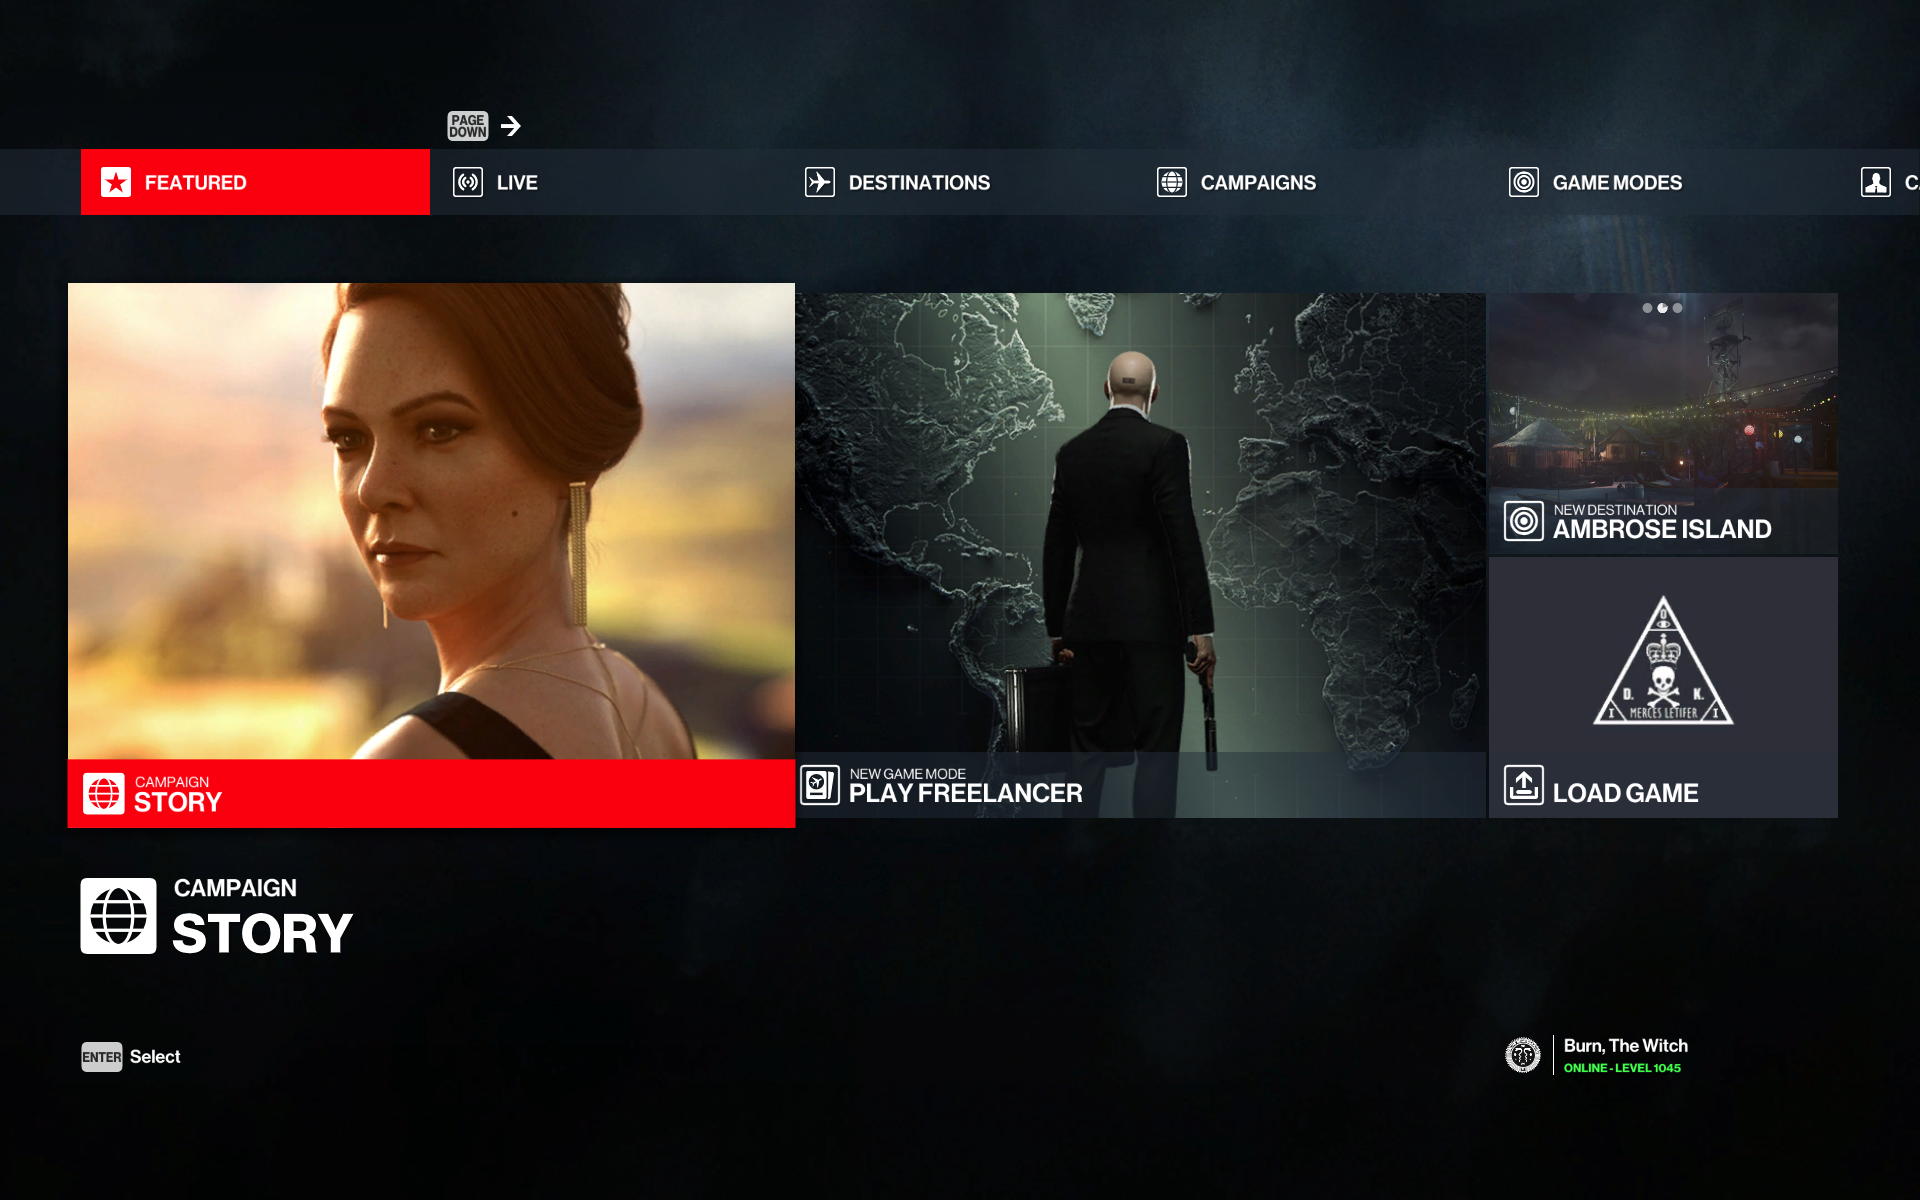 PAGE
DOWN
FEATURED
LIVE
DESTINATIONS
CAMPAIGNS
GAME MODES
CA
CAMPAIGN
STORY
NEW GAME MODE
PLAY FREELANCER
NEW DESTINATION
AMBROSE ISLAND
D. K.
I MERCES LETIFER I
LOAD GAME
CAMPAIGN
STORY
ENTER Select
Burn, The Witch
ONLINE - LEVEL 1045